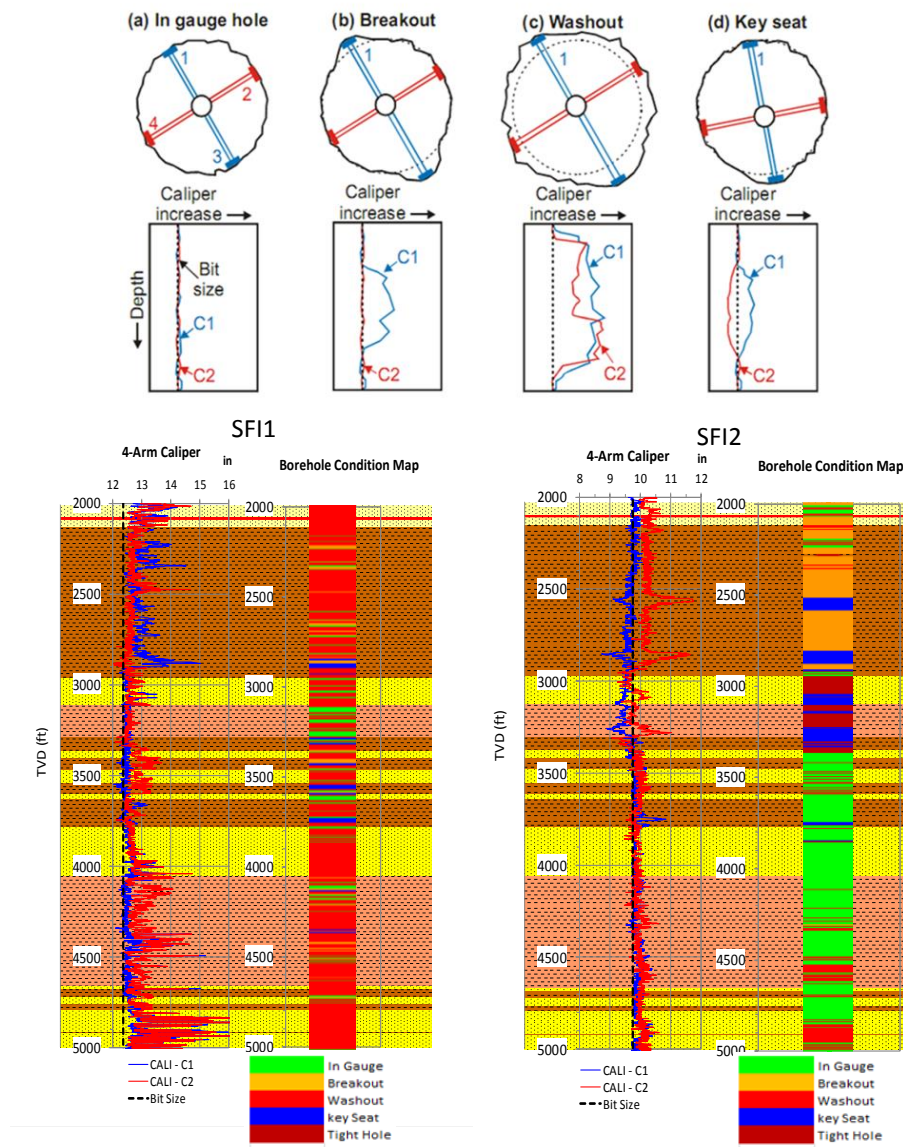 (a) In gauge hole
(b) Breakout
(c) Washout
(d) Key seat
1
2
3
4
1
1
1
Caliper
increase →
Caliper
increase →
Caliper
increase →
Caliper
increase →
←Depth
Bit
size
C1
C2
C1
C2
C1
C2
C1
C2
SFI1
4-Arm Caliper in
Borehole Condition Map
12 13 14 15 16
2000
2500
3000
3500
4000
4500
5000
TVD (ft)
2000
2500
3000
3500
4000
4500
5000
CALI - C1
CALI - C2
Bit Size
In Gauge
Breakout
Washout
key Seat
Tight Hole
SFI2
4-Arm Caliper in
Borehole Condition Map
8 9 10 11 12
2000
2500
3000
3500
4000
4500
5000
TVD (ft)
2000
2500
3000
3500
4000
4500
5000
CALI - C1
CALI - C2
Bit Size
In Gauge
Breakout
Washout
key Seat
Tight Hole